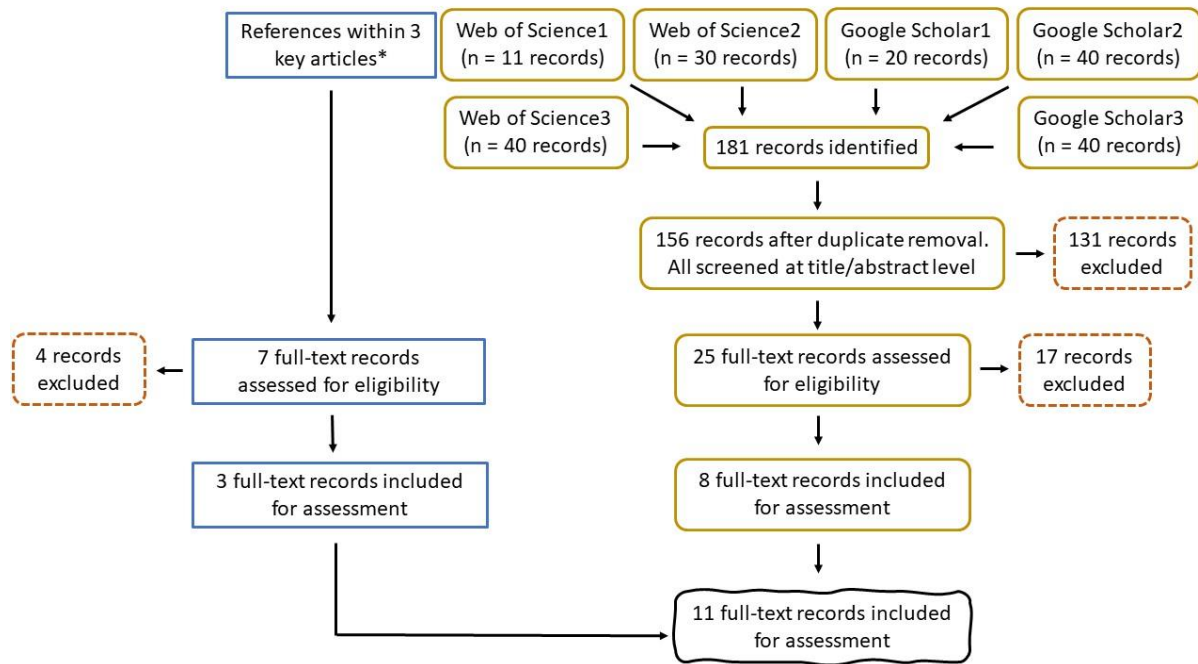 References within 3
key articles*
Web of Science1
(n = 11 records)
Web of Science2
(n = 30 records)
Google Scholar1
(n = 20 records)
Google Scholar2
(n = 40 records)
Web of Science3
(n = 40 records)
181 records identified
Google Scholar3
(n = 40 records)
156 records after duplicate removal.
All screened at title/abstract level
131 records
excluded
4 records
excluded
7 full-text records
assessed for eligibility
25 full-text records assessed
for eligibility
17 records
excluded
3 full-text records included
for assessment
8 full-text records included
for assessment
11 full-text records included
for assessment